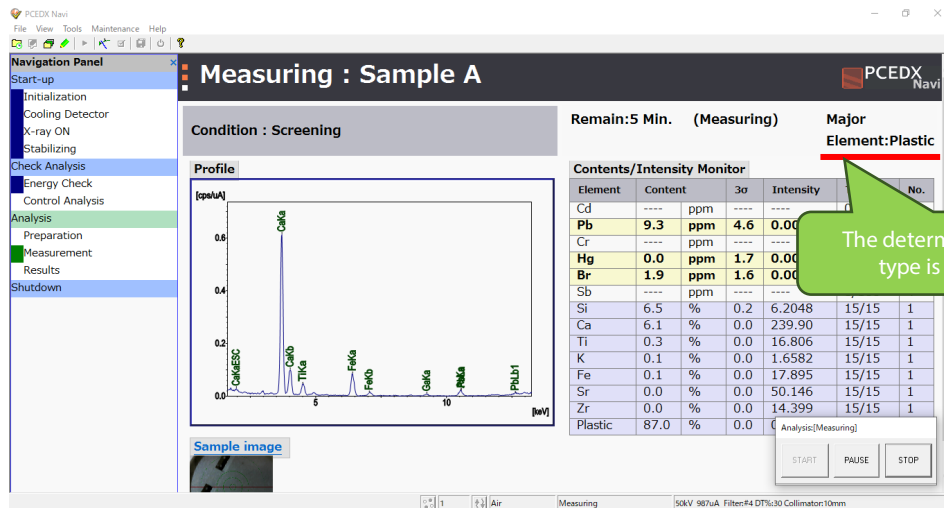 PCEDX Navi
File View Tools Maintenance Help
Navigation Panel ×
Start-up
Initialization
Cooling Detector
X-ray ON
Stabilizing
Check Analysis
Energy Check
Control Analysis
Analysis
Preparation
Measurement
Results
Shutdown
Measuring : Sample A
PCEDX
Navi
Condition : Screening
Remain:5 Min. (Measuring)
Major
Element:Plastic
Profile
[cps/uA]
0.6
0.4
0.2
0.0
5
10
[keV]
CaKaESC
CaKa
CaKb
TiKa
FeKa
FeKb
GaKa
PbLb1
Contents/Intensity Monitor
Element Content 3σ Intensity No.
Cd ---- ppm ---- ----
Pb 9.3 ppm 4.6 0.00
Cr ---- ppm ---- ----
Hg 0.0 ppm 1.7 0.00
Br 1.9 ppm 1.6 0.00
Sb ---- ppm ---- ----
Si 6.5 % 0.2 6.2048 15/15 1
Ca 6.1 % 0.0 239.90 15/15 1
Ti 0.3 % 0.0 16.806 15/15 1
K 0.1 % 0.0 1.6582 15/15 1
Fe 0.1 % 0.0 17.895 15/15 1
Sr 0.0 % 0.0 50.146 15/15 1
Zr 0.0 % 0.0 14.399 15/15 1
Plastic 87.0 % 0.0
The determ
type is
Analysis:[Measuring]
START PAUSE STOP
Sample image
1 Air Measuring 50kV 987uA Filter:#4 DT%:30 Collimator:10mm